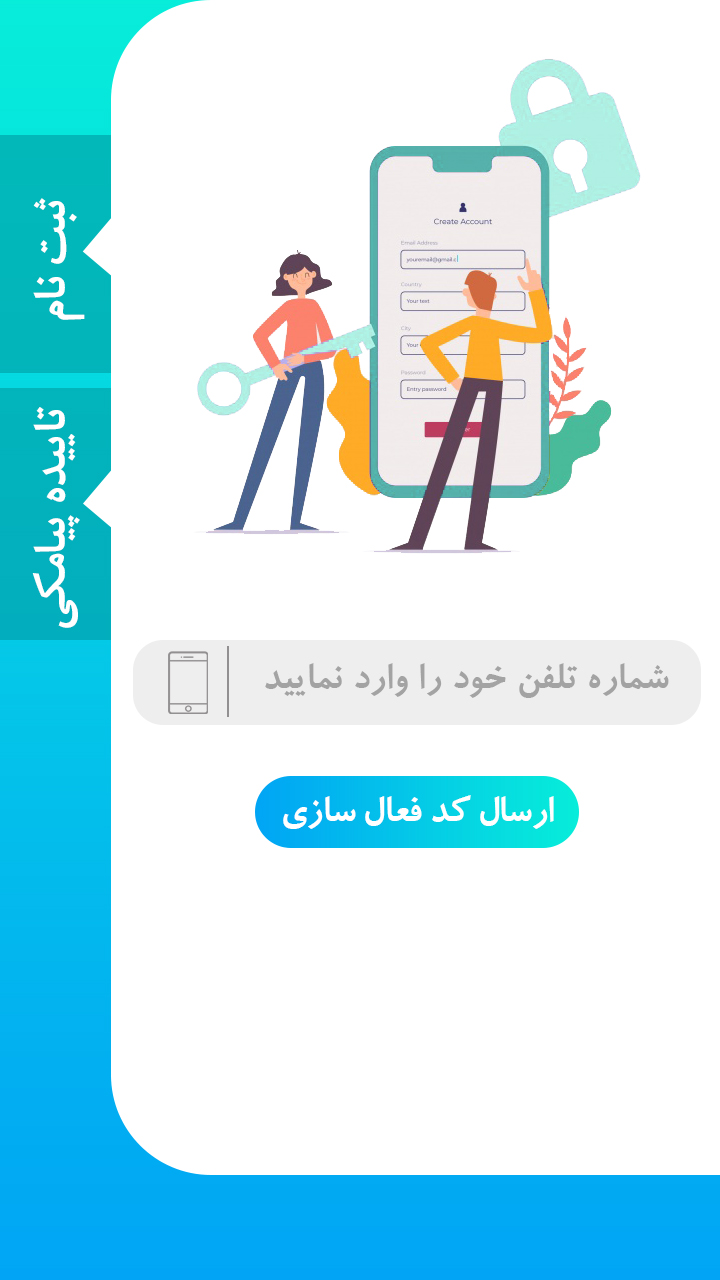 ثبت نام
تاییده پیامکی
Create Account
Email Address
youremail@gmail.c
Country
Your text
City
Your
Password
Entry password
شماره تلفن خود را وارد نمایید
ارسال کد فعال سازی